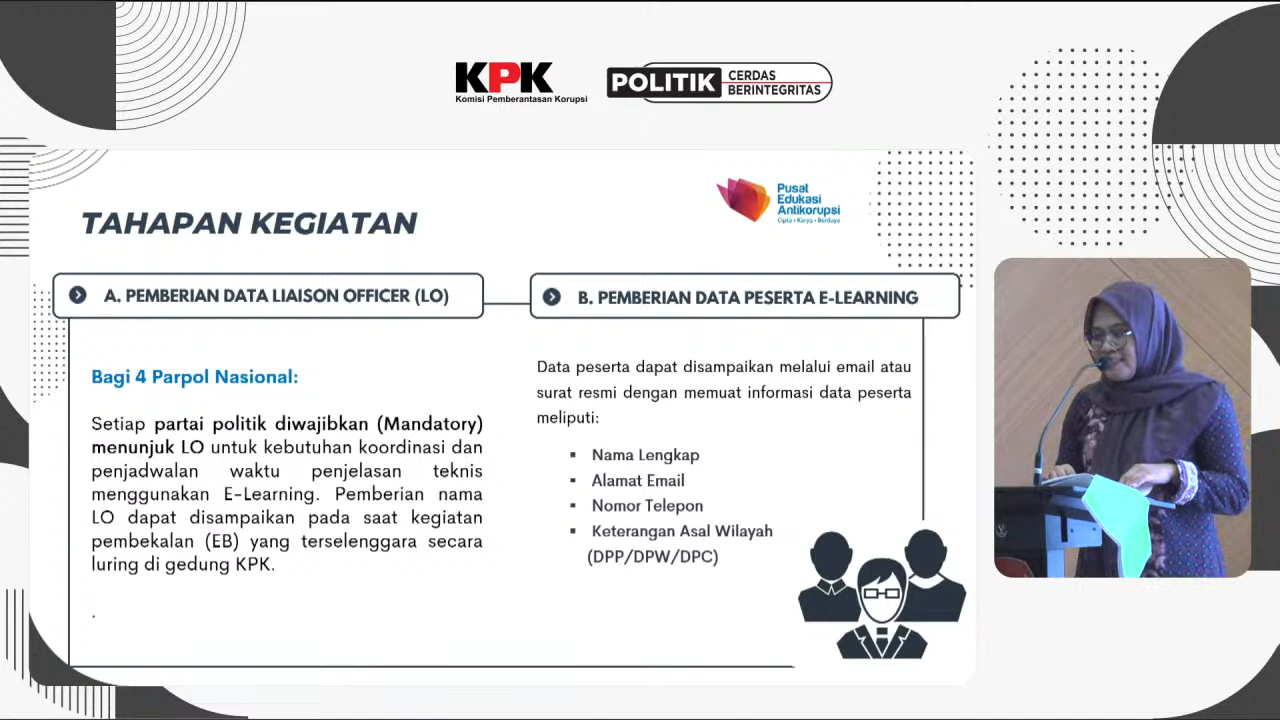 KPK
Komisi Pemberantasan Korupsi
POLITIK
CERDAS
BERINTEGRITAS
Pusat
Edukasi
Antikorupsi
Cipta • Karya • Berdaya
TAHAPAN KEGIATAN
A. PEMBERIAN DATA LIAISON OFFICER (LO)
Bagi 4 Parpol Nasional:
Setiap partai politik diwajibkan (Mandatory)
menunjuk LO untuk kebutuhan koordinasi dan
penjadwalan waktu penjelasan teknis
menggunakan E-Learning. Pemberian nama
LO dapat disampaikan pada saat kegiatan
pembekalan (EB) yang terselenggara secara
luring di gedung KPK.
.
B. PEMBERIAN DATA PESERTA E-LEARNING
Data peserta dapat disampaikan melalui email atau
surat resmi dengan memuat informasi data peserta
meliputi:
▪ Nama Lengkap
▪ Alamat Email
▪ Nomor Telepon
▪ Keterangan Asal Wilayah
(DPP/DPW/DPC)